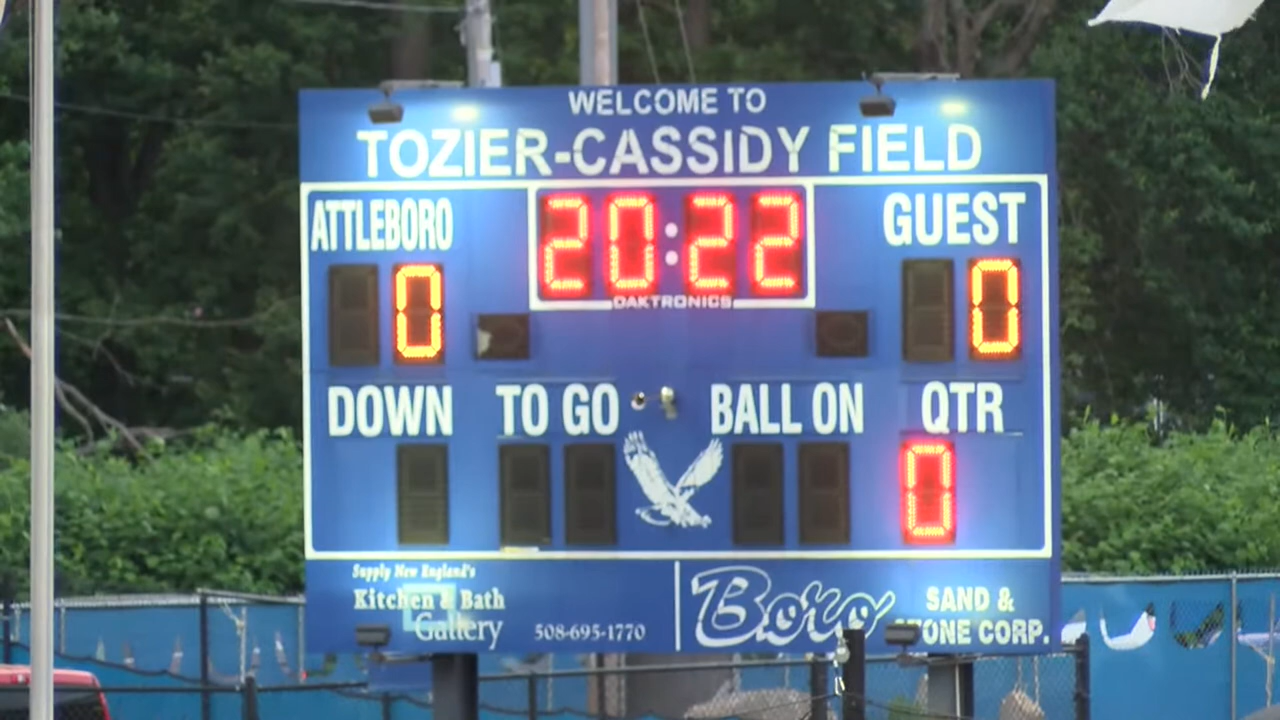 WELCOME TO
TOZIER-CASSIDY FIELD
ATTLEBORO
20:22
GUEST
0
0
DAKTRONICS
DOWN
TO GO
BALL ON
QTR
0
Supply New England's
Kitchen & Bath
Gallery
508-695-1770
Boro
SAND &
STONE CORP.